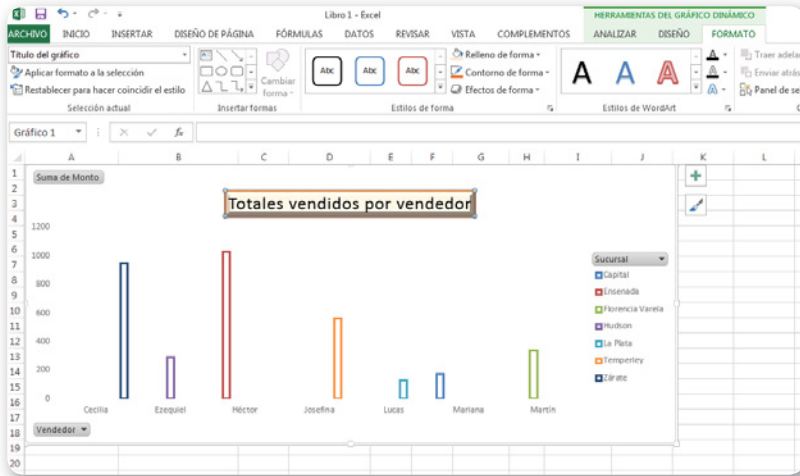 Libro 1 - Excel
HERRAMIENTAS DEL GRÁFICO DINÁMICO
ARCHIVO INICIO INSERTAR DISEÑO DE PÁGINA FÓRMULAS DATOS REVISAR VISTA COMPLEMENTOS ANALIZAR DISEÑO FORMATO
Título del gráfico
Aplicar formato a la selección
Restablecer para hacer coincidir el estilo
Selección actual
Cambiar
forma
Insertar formas
Abc Abc Abc
Relleno de forma
Contorno de forma
Efectos de forma
Estilos de forma
A A A
Estilos de WordArt
Traer adela
Enviar atrás
Panel de se
Gráfico 1
fx
A B C D E F G H I J K L
1
2
3
4
5
6
7
8
9
10
11
12
13
14
15
16
17
18
19
20
Suma de Monto
Totales vendidos por vendedor
1200
1000
800
600
400
200
0
Cecilia Ezequiel Héctor Josefina Lucas Mariana Martín
Vendedor
Sucursal
Capital
Ensenada
Florencia Varela
Hudson
La Plata
Temperley
Zárate